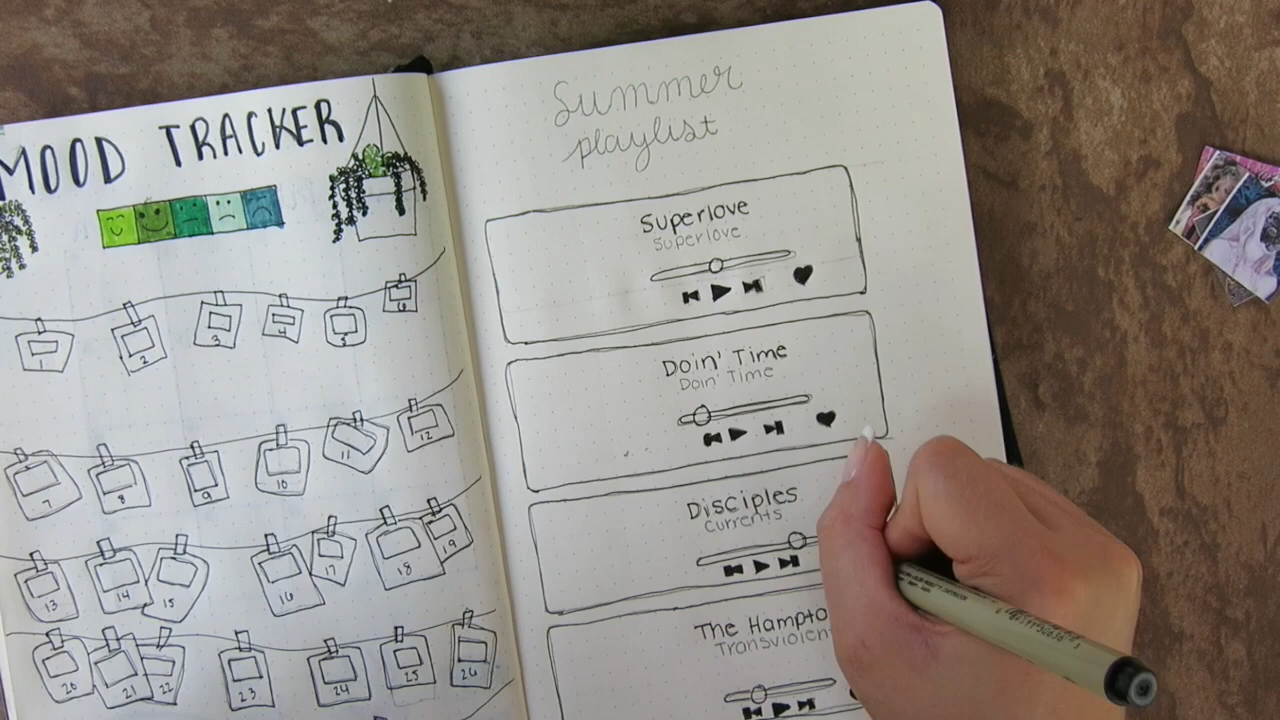 MOOD TRACKER
1
2
3
4
5
6
7
8
9
10
11
12
13
14
15
16
17
18
19
20
21
22
23
24
25
26
Summer
playlist
Superlove
Superlove
Doin' Time
Doin' Time
Disciples
Currents
The Hampto
Transviolen